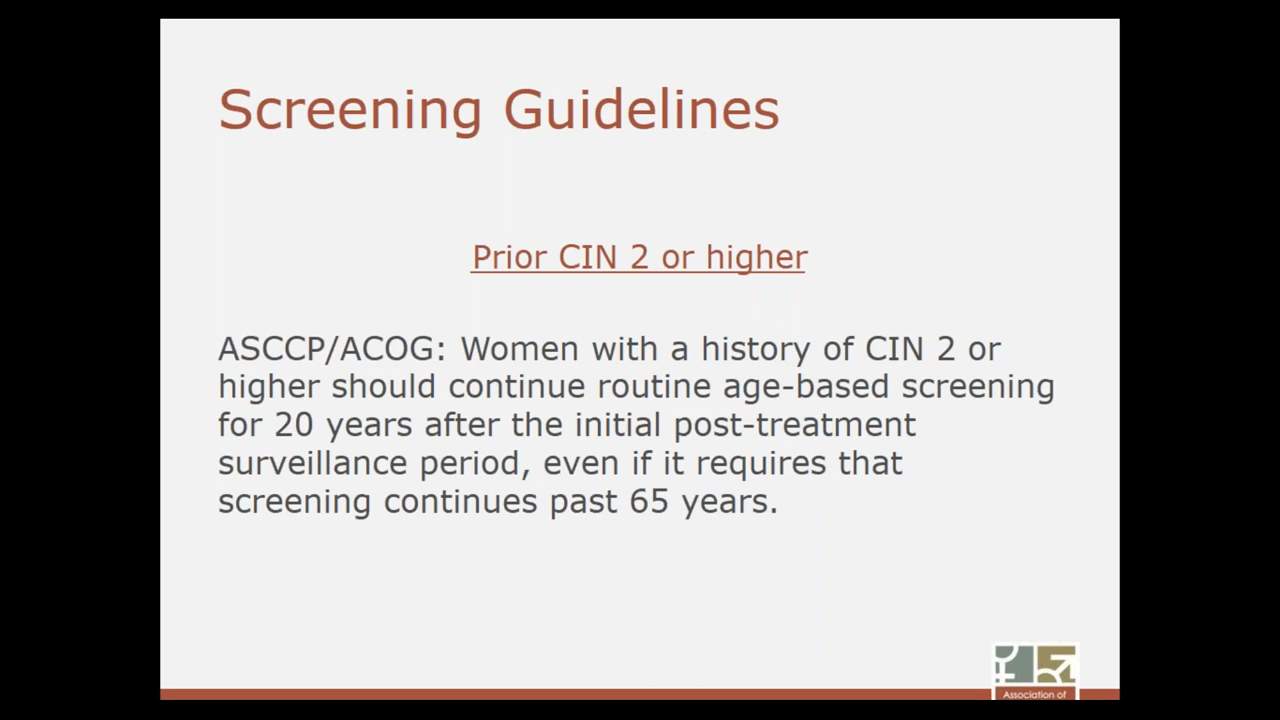 Screening Guidelines
Prior CIN 2 or higher
ASCCP/ACOG: Women with a history of CIN 2 or
higher should continue routine age-based screening
for 20 years after the initial post-treatment
surveillance period, even if it requires that
screening continues past 65 years.
Association of